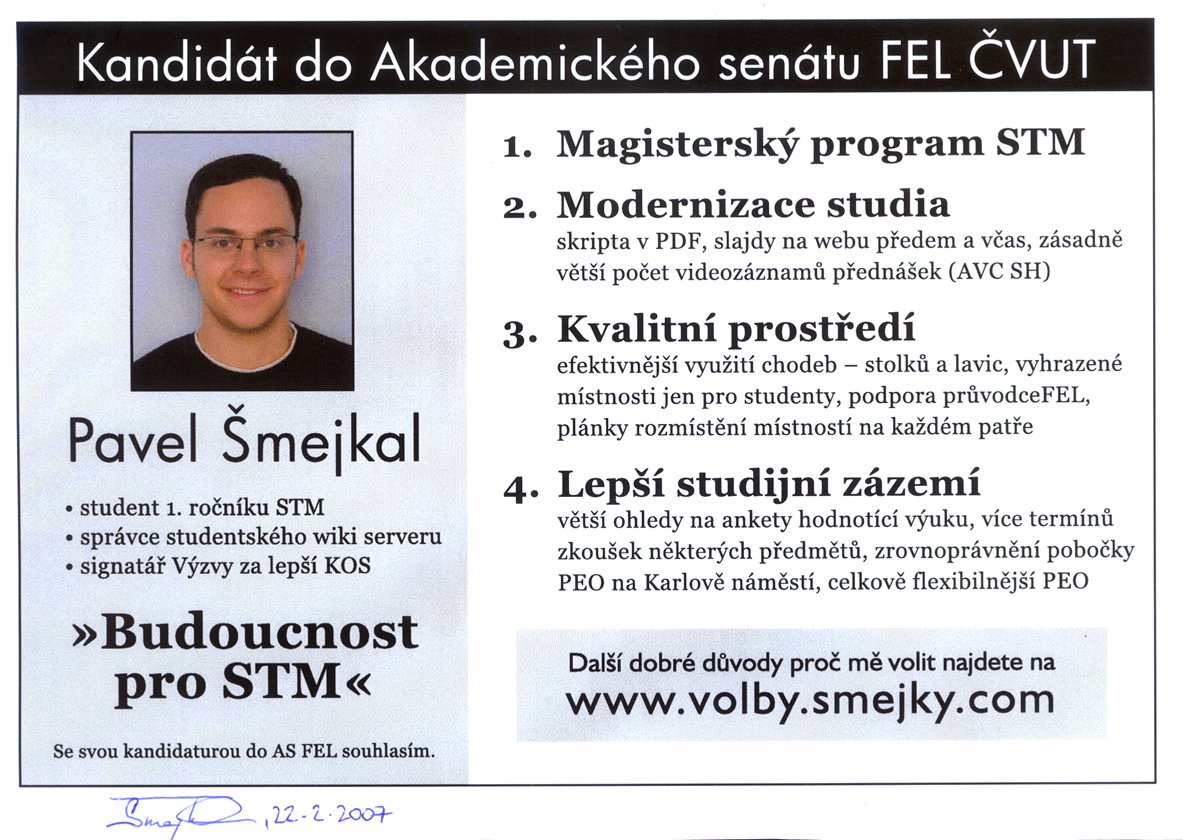 Kandidát do Akademického senátu FEL ČVUT
Pavel Šmejkal
• student 1. ročníku STM
• správce studentského wiki serveru
• signatář Výzvy za lepší KOS
»Budoucnost
pro STM«
Se svou kandidaturou do AS FEL souhlasím.
1. Magisterský program STM
2. Modernizace studia
skripta v PDF, slajdy na webu předem a včas, zásadně
větší počet videozáznamů přednášek (AVC SH)
3. Kvalitní prostředí
efektivnější využití chodeb – stolků a lavic, vyhrazené
místnosti jen pro studenty, podpora průvodceFEL,
plánky rozmístění místností na každém patře
4. Lepší studijní zázemí
větší ohledy na ankety hodnotící výuku, více termínů
zkoušek některých předmětů, zrovnoprávnění pobočky
PEO na Karlově náměstí, celkově flexibilnější PEO
Další dobré důvody proč mě volit najdete na
www.volby.smejky.com
, 22-2-2007